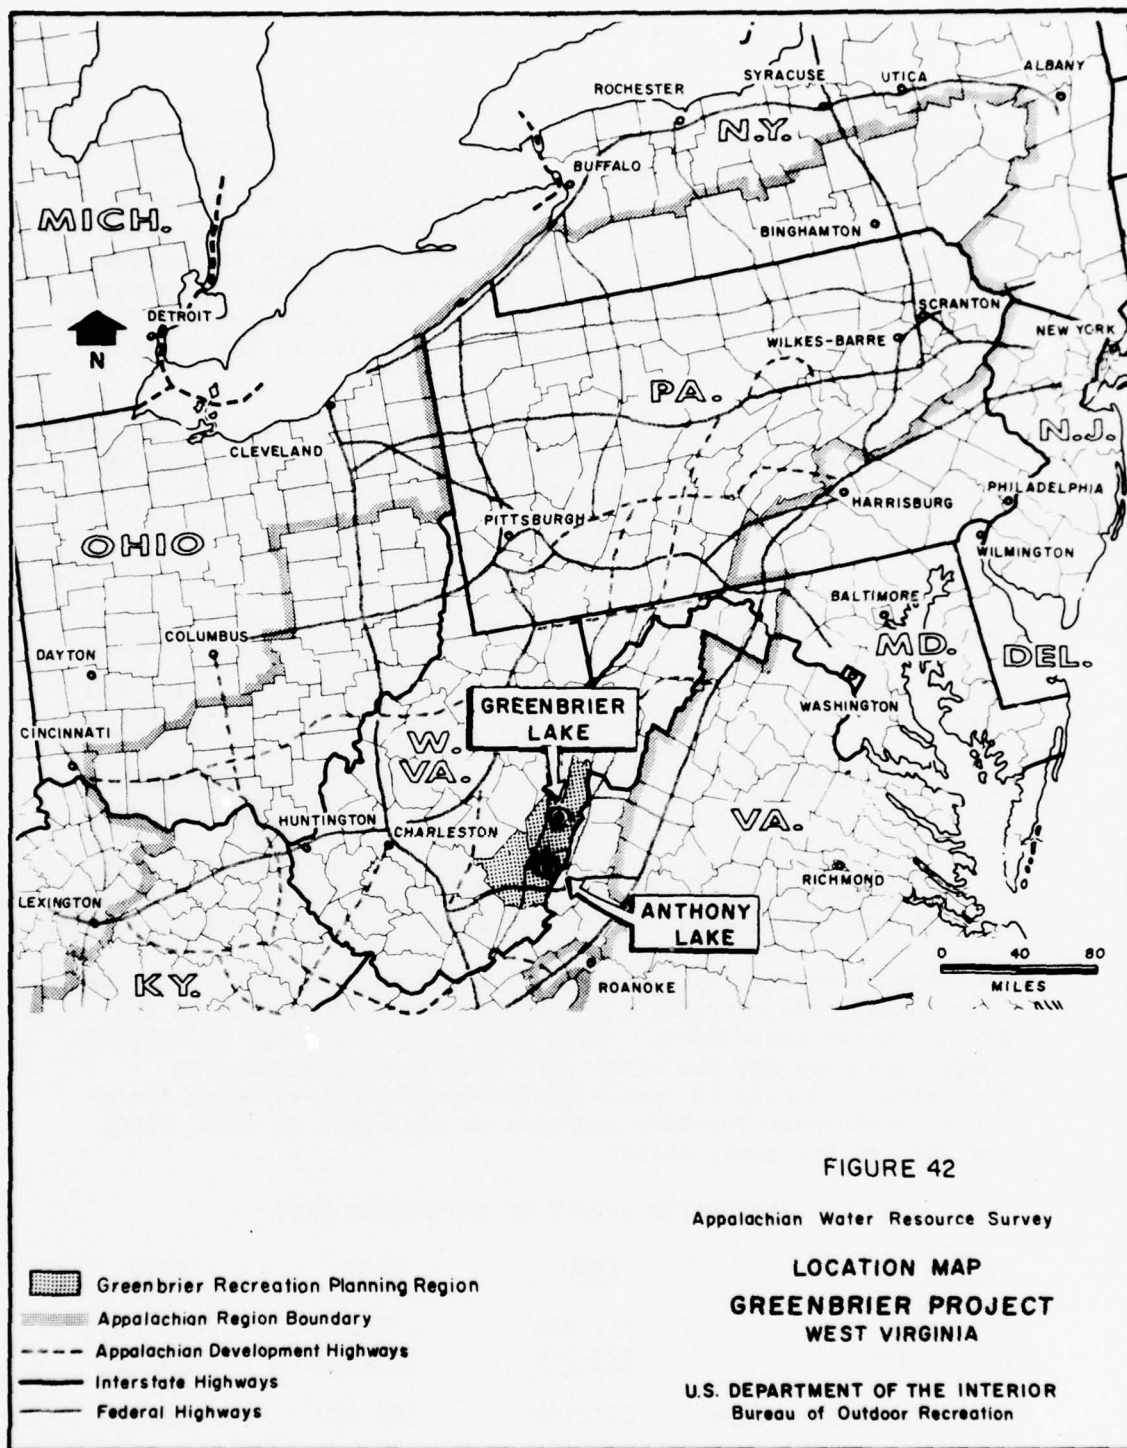 ALBANY
SYRACUSE
UTICA
ROCHESTER
N.Y.
BUFFALO
MICH.
BINGHAMTON
SCRANTON
DETROIT
NEW YORK
N
WILKES-BARRE
PA.
N.J.
CLEVELAND
PHILADELPHIA
HARRISBURG
PITTSBURGH
OHIO
WILMINGTON
BALTIMORE
COLUMBUS
MD.
DAYTON
DEL.
GREENBRIER
LAKE
WASHINGTON
CINCINNATI
W.
VA.
HUNTINGTON
CHARLESTON
VA.
RICHMOND
LEXINGTON
ANTHONY
LAKE
0 40 80
MILES
KY.
ROANOKE
FIGURE 42
Appalachian Water Resource Survey
LOCATION MAP
GREENBRIER PROJECT
WEST VIRGINIA
U.S. DEPARTMENT OF THE INTERIOR
Bureau of Outdoor Recreation
Greenbrier Recreation Planning Region
Appalachian Region Boundary
Appalachian Development Highways
Interstate Highways
Federal Highways